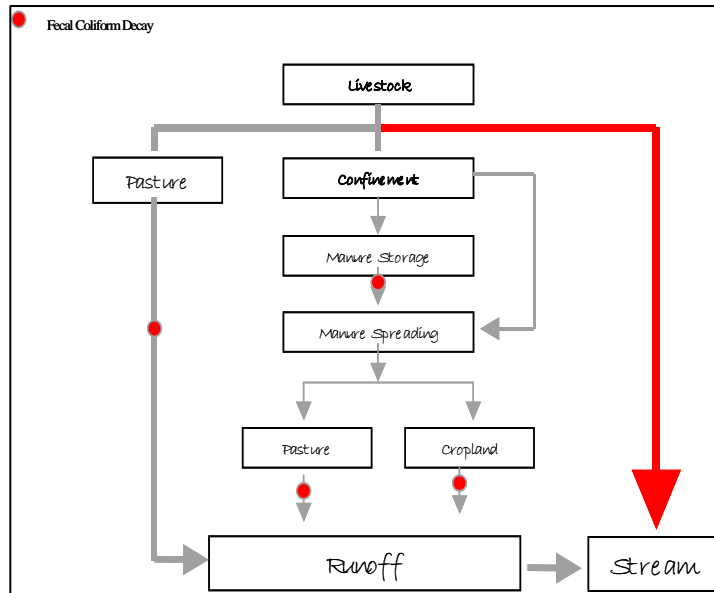 Fecal Coliform Decay
Livestock
Pasture
Confinement
Manure Storage
Manure Spreading
Pasture
Cropland
Runoff
Stream